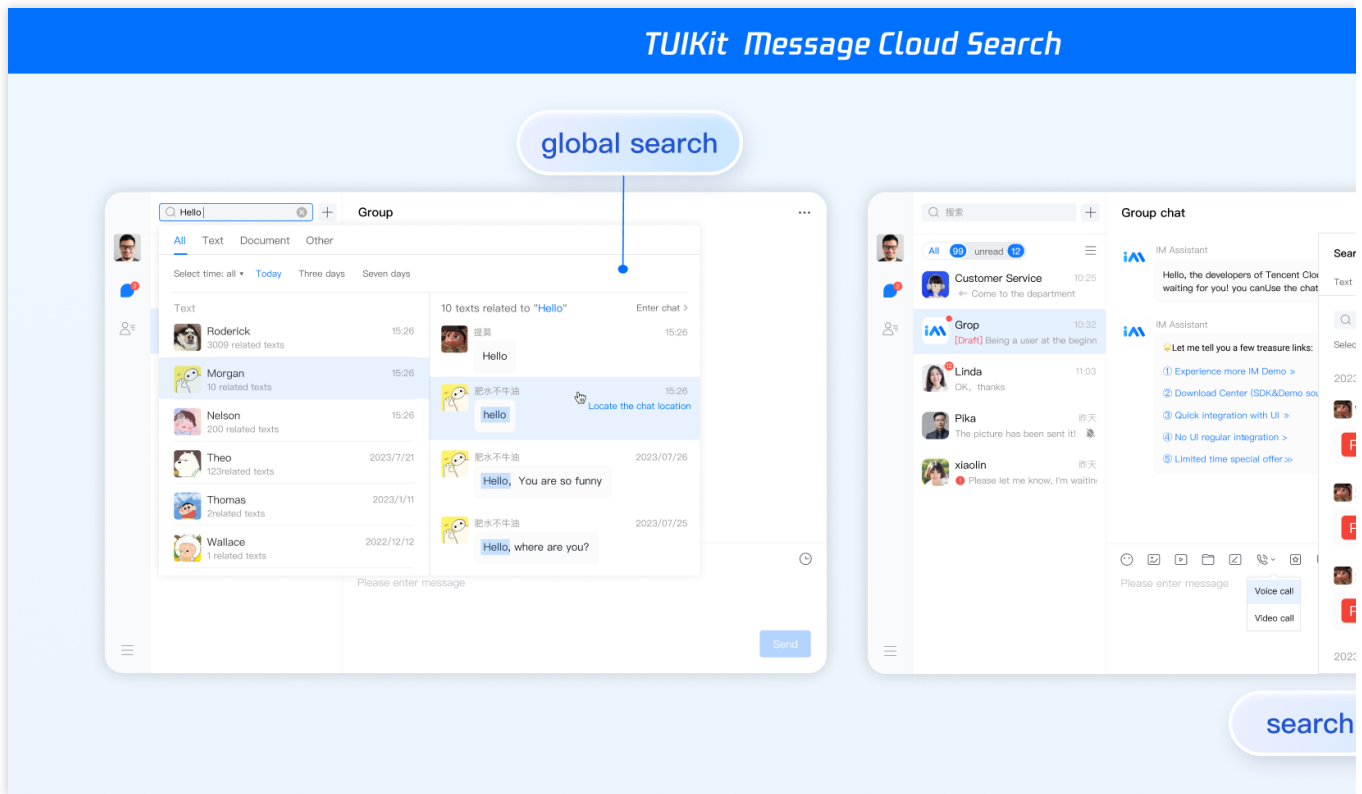 TUIKit Message Cloud Search
global search
Hello
Group
All Text Document Other
Select time: all Today Three days Seven days
Text
Roderick 15:26
3009 related texts
Morgan 15:26
10 related texts
Nelson 15:26
200 related texts
Theo 2023/7/21
123related texts
Thomas 2023/1/11
2related texts
Wallace 2022/12/12
1 related texts
10 texts related to "Hello" Enter chat >
提莫 15:26
Hello
肥水不牛油 15:26
hello
Locate the chat location
肥水不牛油 2023/07/26
Hello, You are so funny
肥水不牛油 2023/07/25
Hello, where are you?
Please enter message
Send
搜索
Group chat
All 99 unread 12
Customer Service 10:25
Come to the department
Grop 10:32
[Draft] Being a user at the beginn
Linda 11:03
OK, thanks
Pika 昨天
The picture has been sent it!
xiaolin 昨天
Please let me know, I'm waitin
IM Assistant
Hello, the developers of Tencent Clo
waiting for you! you canUse the chat
IM Assistant
Let me tell you a few treasure links:
① Experience more IM Demo »
② Download Center (SDK&Demo sou
③ Quick integration with UI »
④ No UI regular integration >
⑤ Limited time special offer≫
Please enter message
Voice call
Video call
Sear
Text
Selec
2023
2023
search